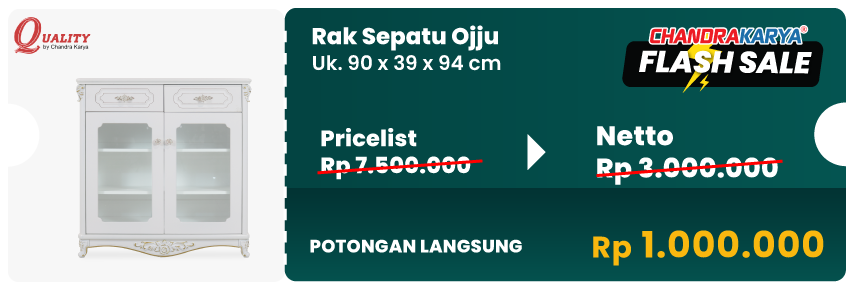 QUALITY
by Chandra Karya
Rak Sepatu Ojju
Uk. 90 x 39 x 94 cm
CHANDRAKARYA®
FLASH SALE
Pricelist
Rp 7.500.000
Netto
Rp 3.000.000
POTONGAN LANGSUNG
Rp 1.000.000